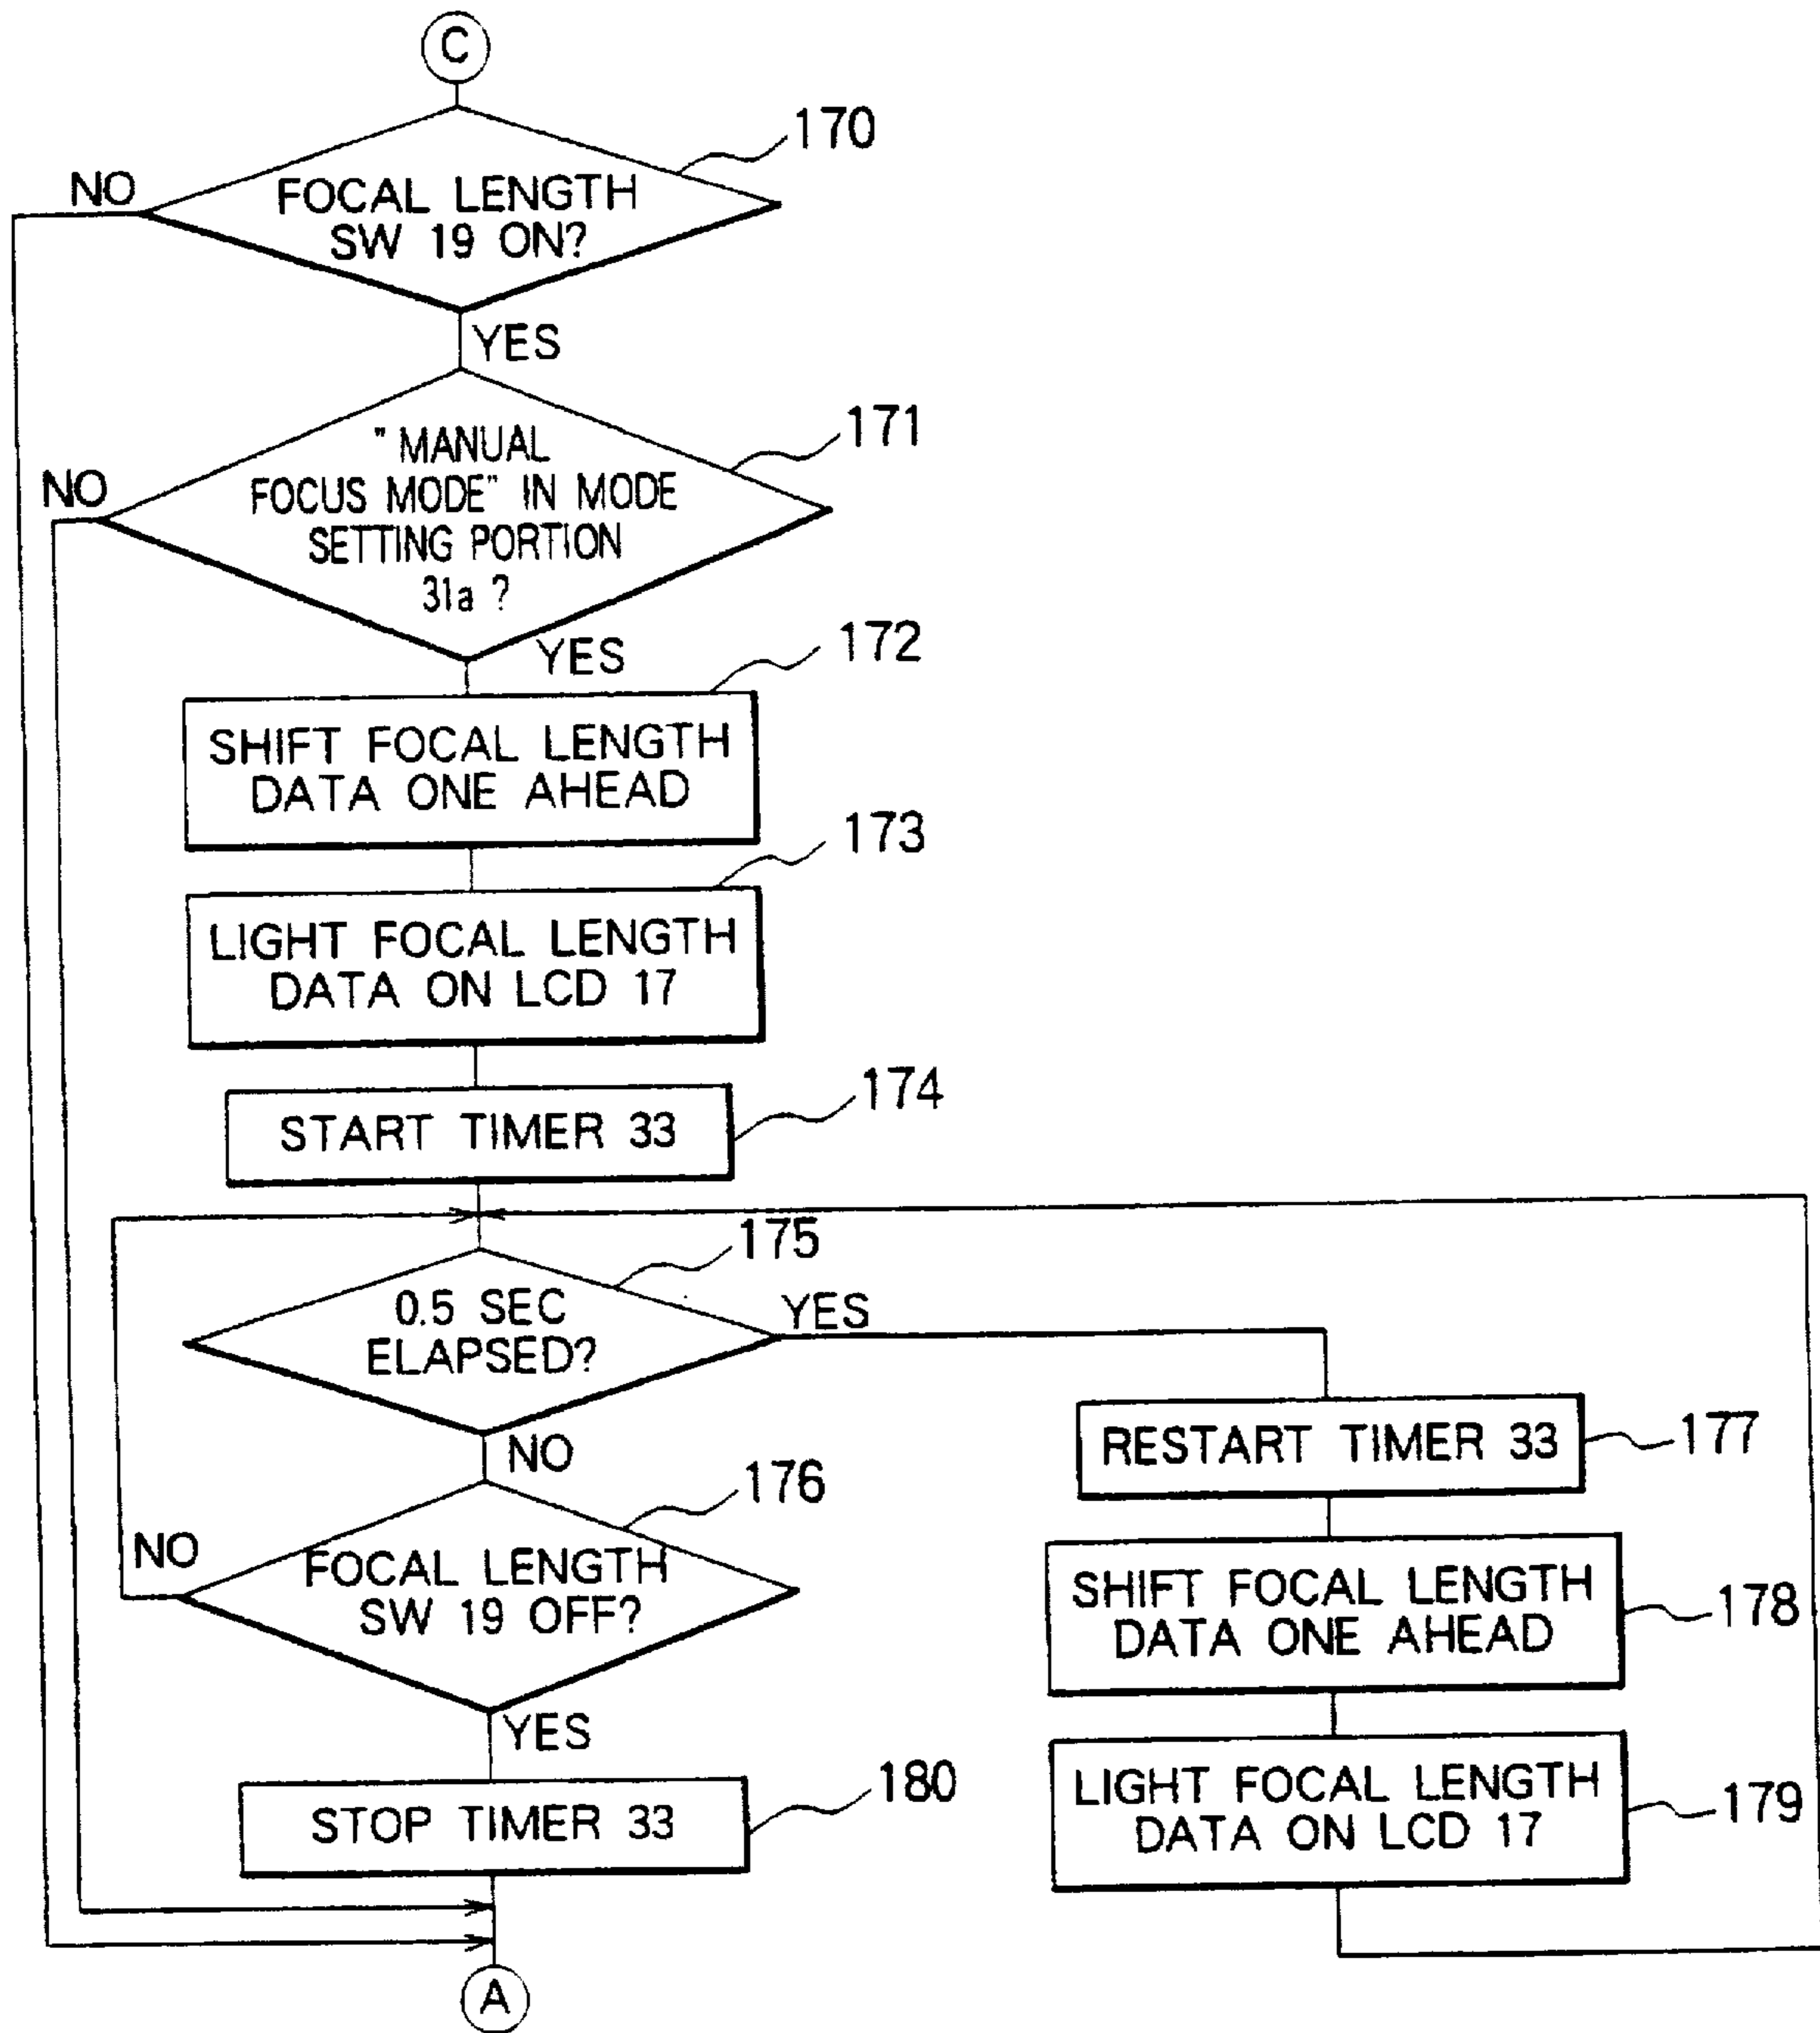 C
170
NO
FOCAL LENGTH
SW 19 ON?
YES
171
" MANUAL
FOCUS MODE" IN MODE
SETTING PORTION
31a ?
NO
YES
172
SHIFT FOCAL LENGTH
DATA ONE AHEAD
173
LIGHT FOCAL LENGTH
DATA ON LCD 17
174
START TIMER 33
175
0.5 SEC
ELAPSED?
YES
NO
176
NO
FOCAL LENGTH
SW 19 OFF?
YES
RESTART TIMER 33
177
SHIFT FOCAL LENGTH
DATA ONE AHEAD
178
LIGHT FOCAL LENGTH
DATA ON LCD 17
179
180
STOP TIMER 33
A